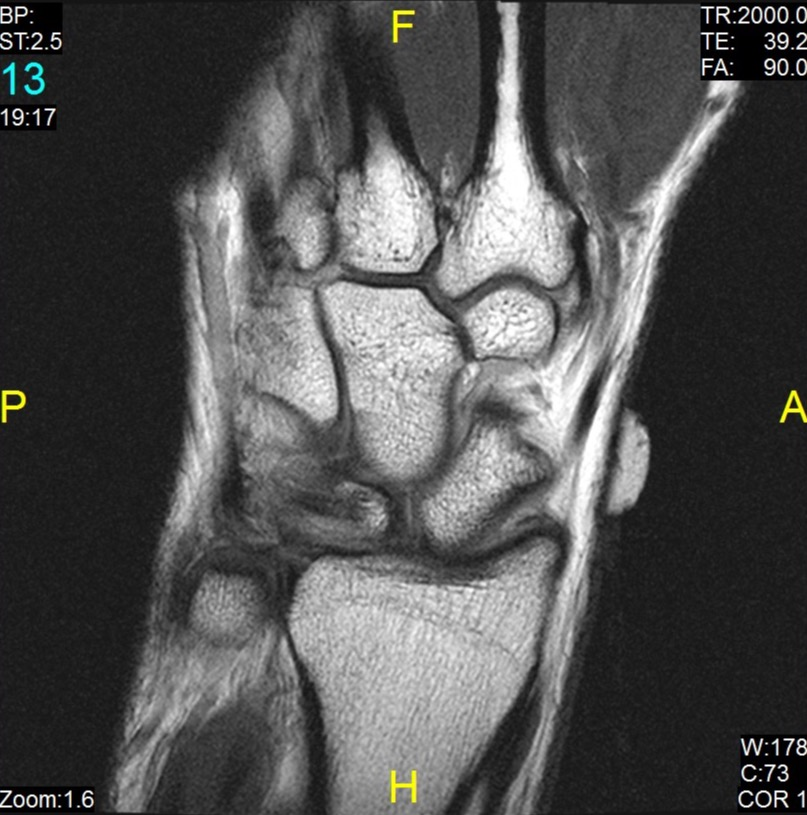 BP:
ST:2.5
13
19:17
F
TR:2000.0
TE: 39.2
FA: 90.0
P
A
Zoom:1.6
H
W:178
C:73
COR 1